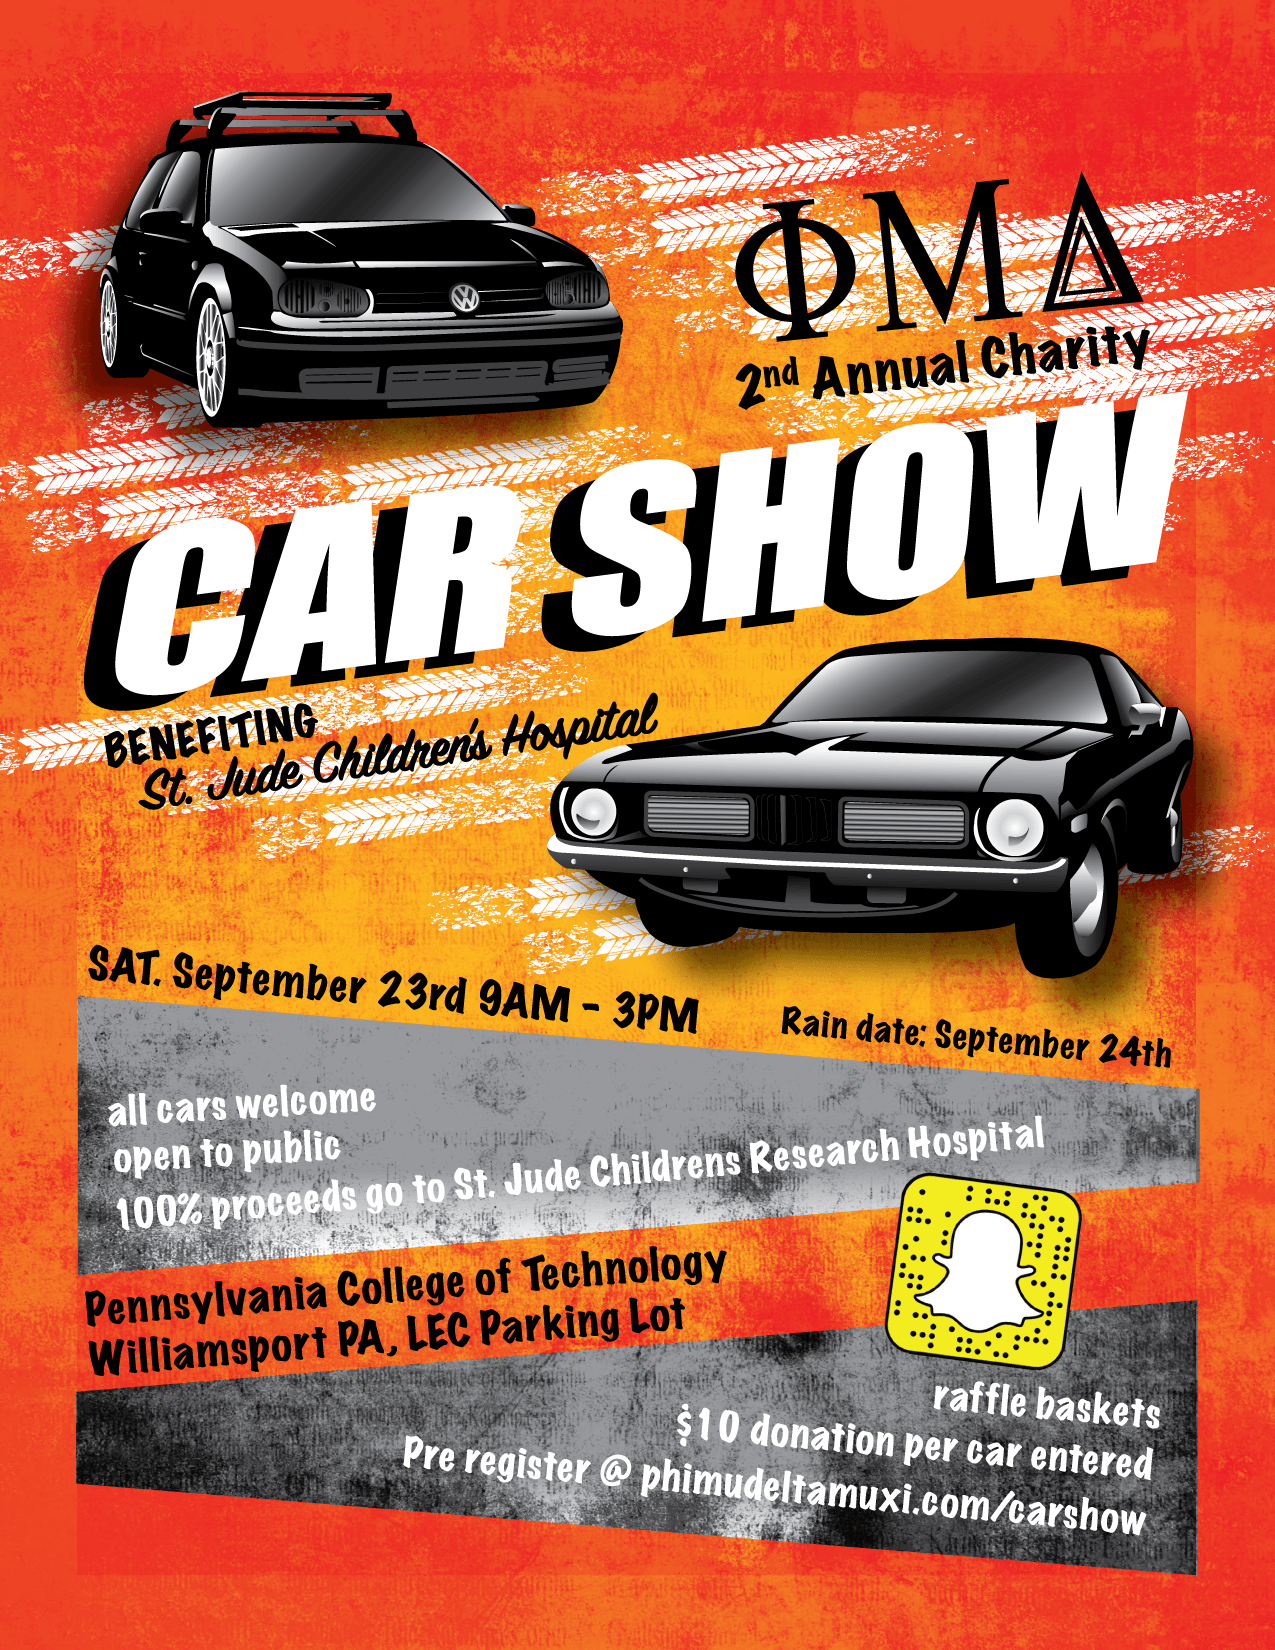 ΦΜΔ
2nd Annual Charity
CAR SHOW
BENEFITING
St. Jude Children's Hospital
SAT. September 23rd 9AM - 3PM
Rain date: September 24th
all cars welcome
open to public
100% proceeds go to St. Jude Childrens Research Hospital
Pennsylvania College of Technology
Williamsport PA, LEC Parking Lot
raffle baskets
$10 donation per car entered
Pre register @ phimudeltamuxi.com/carshow